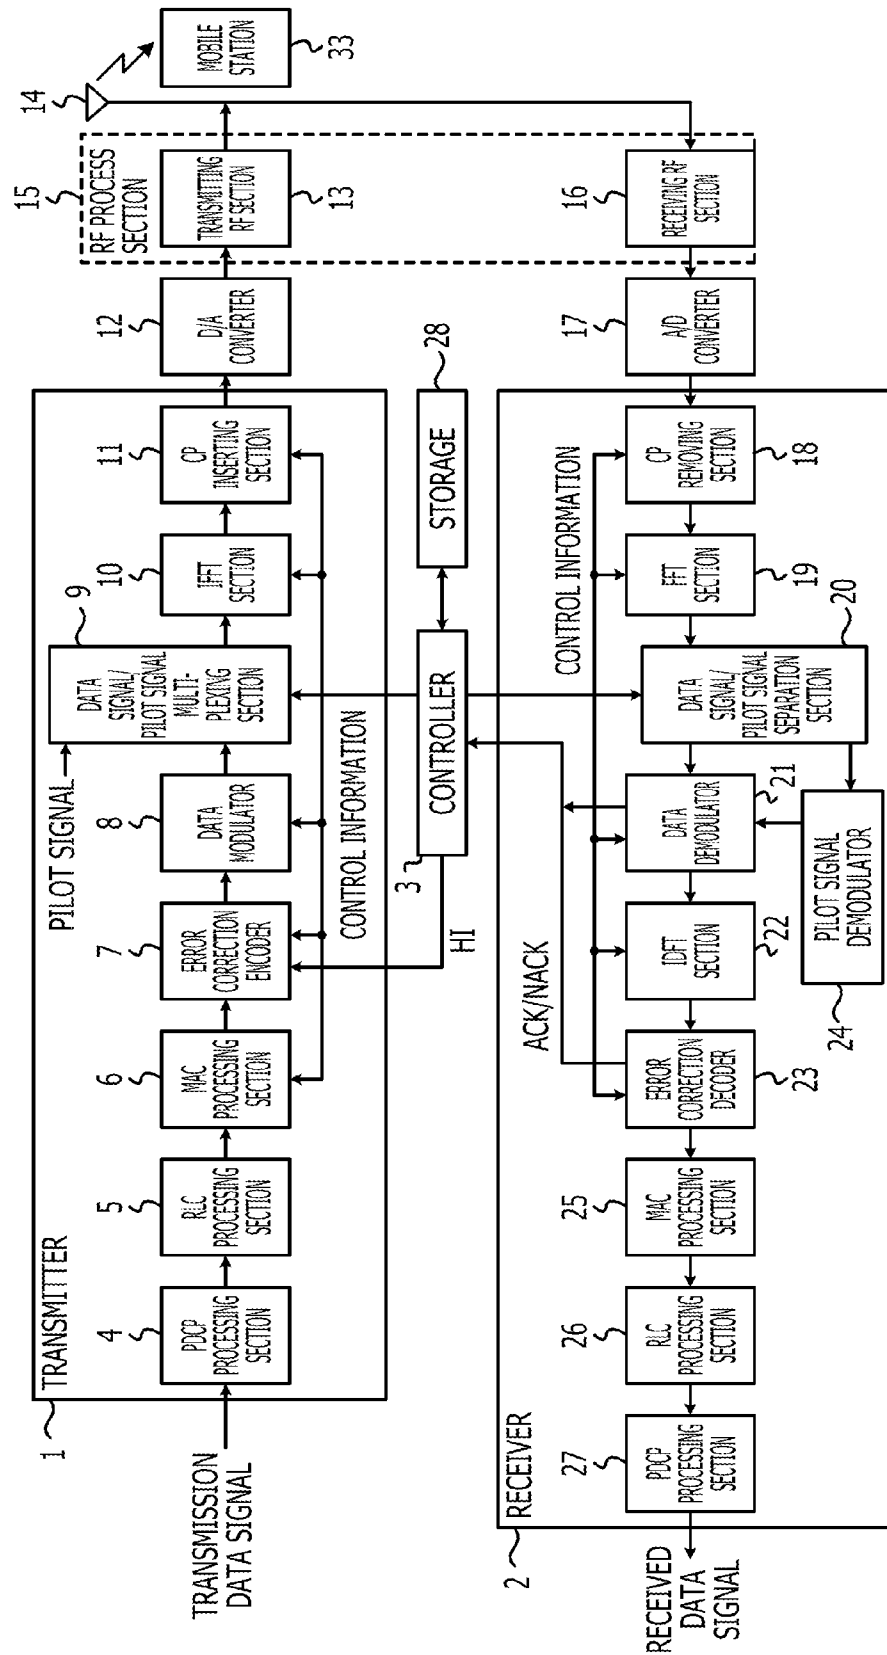 1
TRANSMITTER
TRANSMISSION
DATA SIGNAL
4
PDCP
PROCESSING
SECTION
5
RLC
PROCESSING
SECTION
6
MAC
PROCESSING
SECTION
7
ERROR
CORRECTION
ENCODER
8
DATA
MODULATOR
PILOT SIGNAL
9
DATA
SIGNAL/
PILOT SIGNAL
MULTI-
PLEXING
SECTION
10
IFFT
SECTION
11
CP
INSERTING
SECTION
12
D/A
CONVERTER
15
RF PROCESS
SECTION
TRANSMITTING
RF SECTION
13
14
MOBILE
STATION
33
CONTROL INFORMATION
HI
3
CONTROLLER
STORAGE
28
2
RECEIVER
ACK/NACK
CONTROL INFORMATION
16
RECEIVING RF
SECTION
17
A/D
CONVERTER
CP
REMOVING
SECTION
18
FFT
SECTION
19
DATA
SIGNAL/
PILOT SIGNAL
SEPARATION
SECTION
20
DATA
DEMODULATOR
21
IDFT
SECTION
22
ERROR
CORRECTION
DECODER
23
PILOT SIGNAL
DEMODULATOR
24
25
MAC
PROCESSING
SECTION
26
RLC
PROCESSING
SECTION
27
PDCP
PROCESSING
SECTION
RECEIVED
DATA
SIGNAL